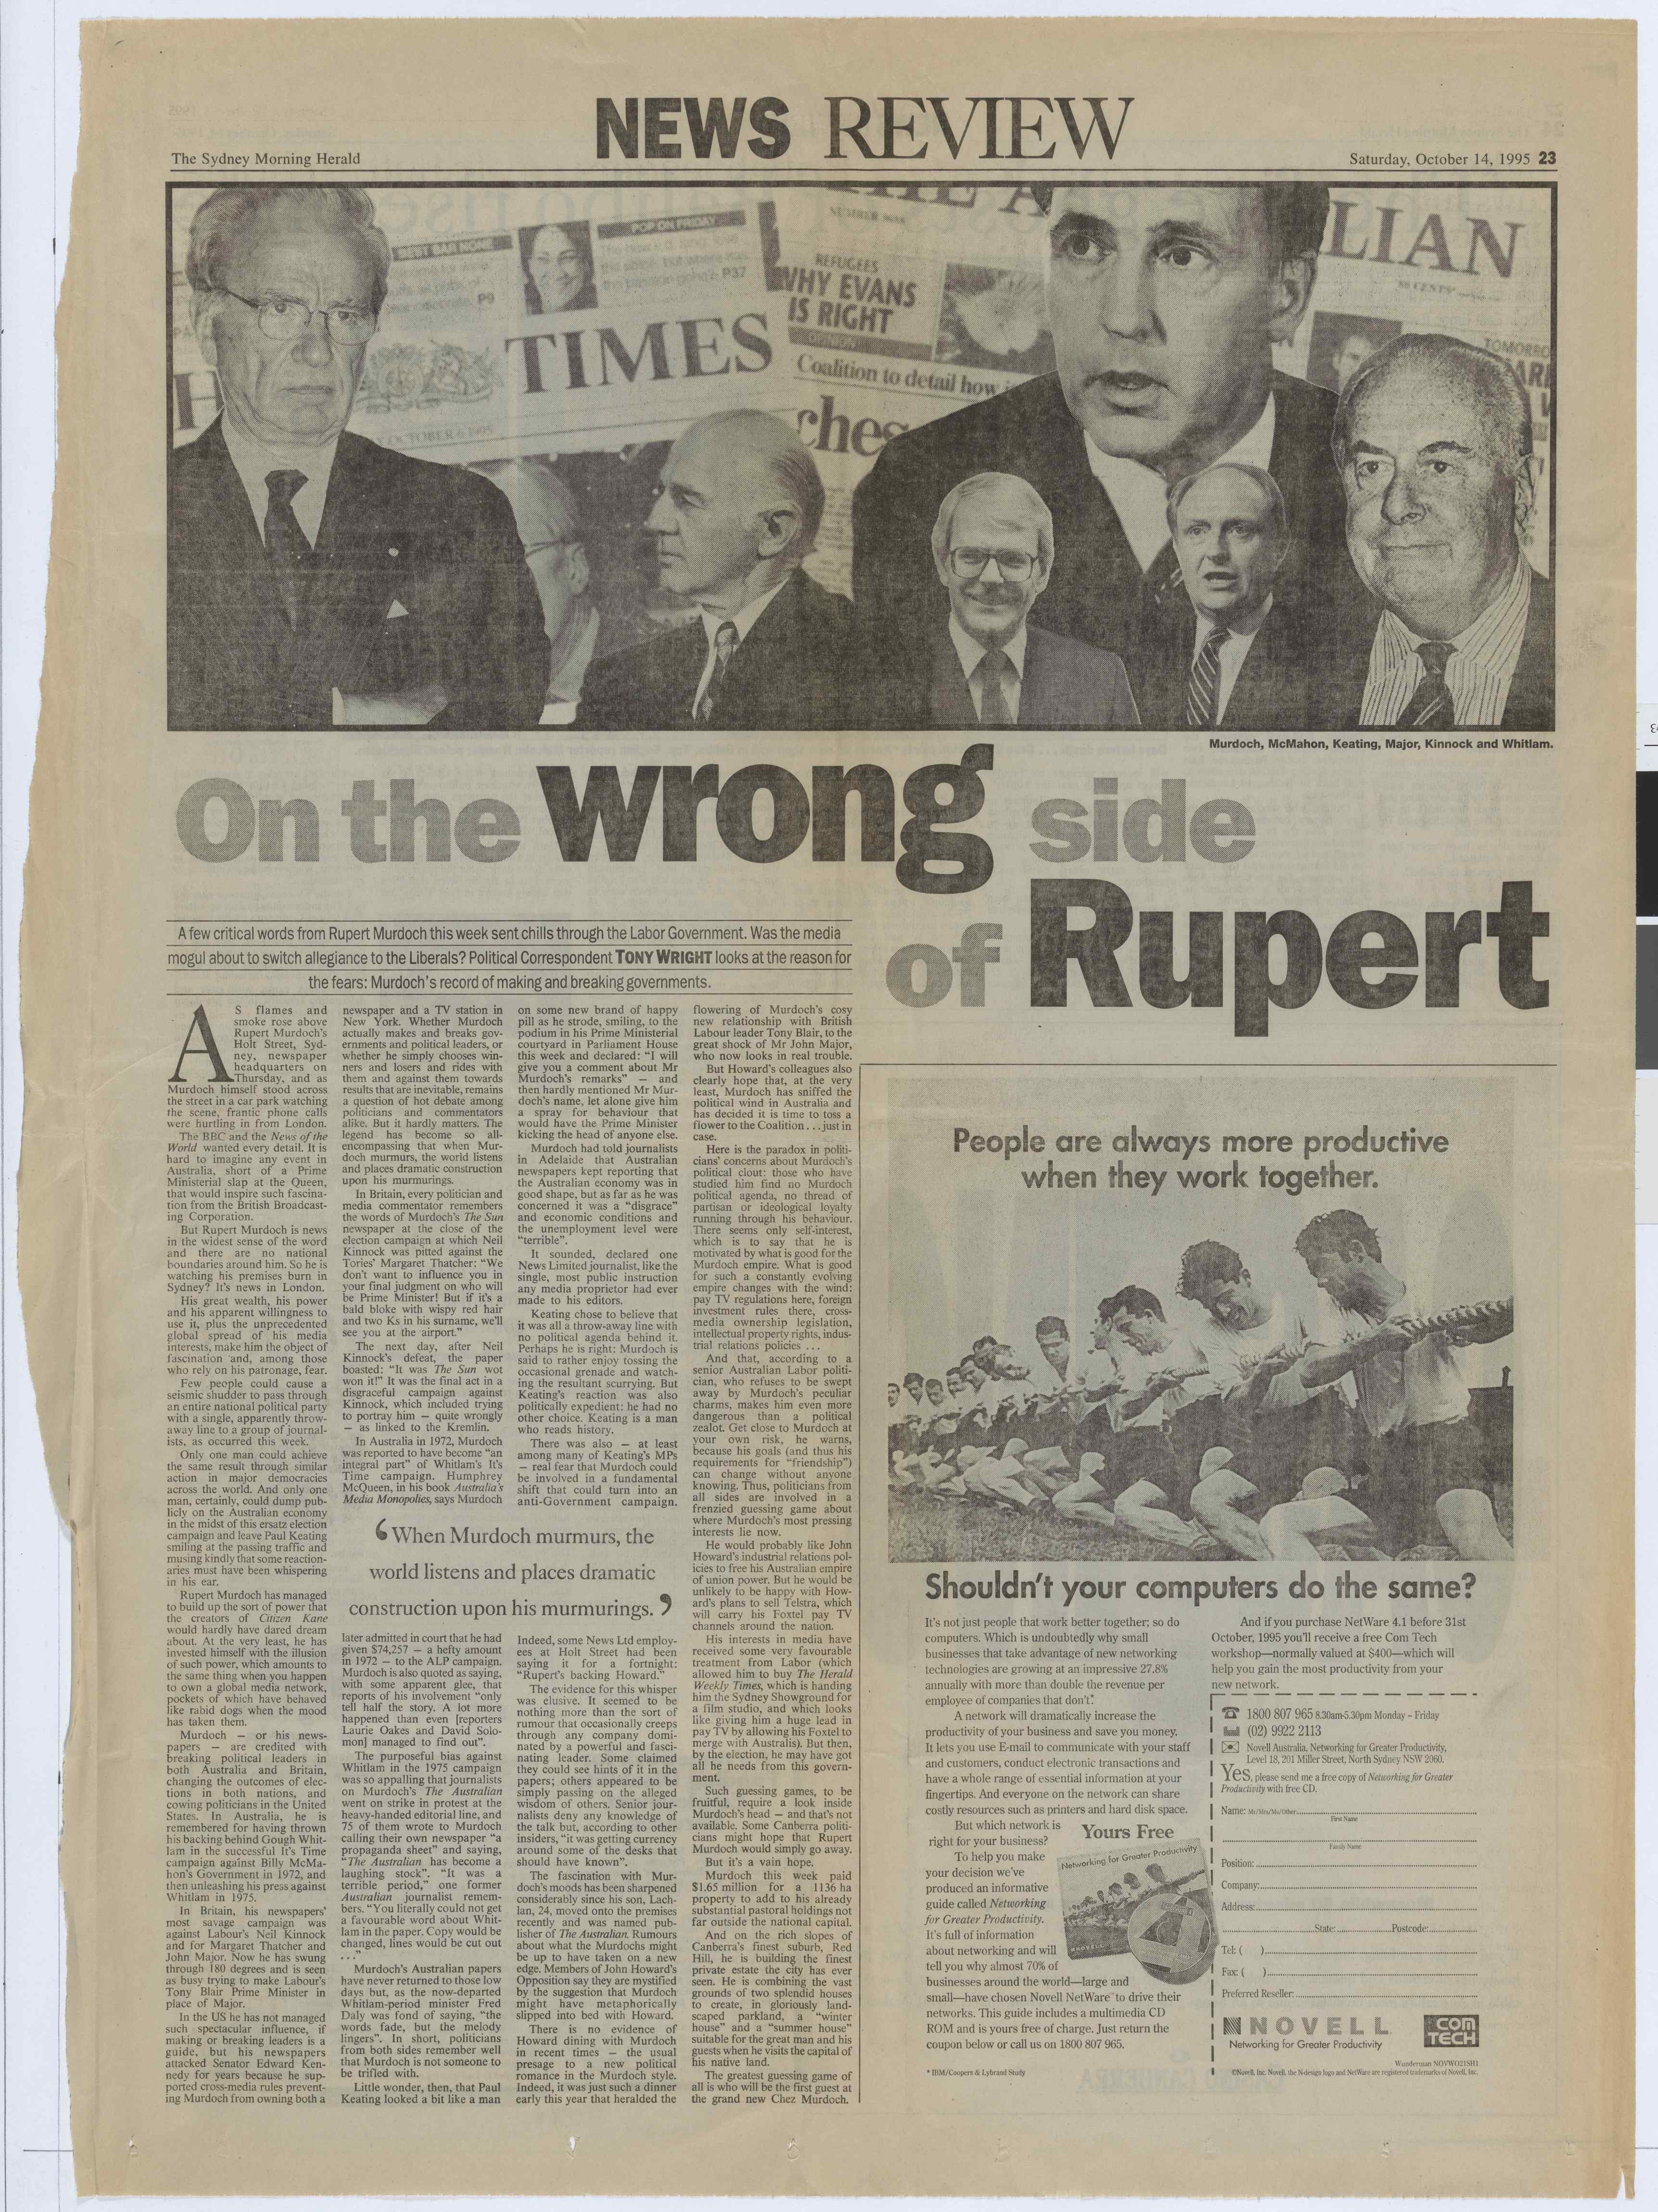 NEWS REVIEW
The Sydney Morning Herald
Saturday, October 14, 1995 23
BEST BAR NONE
P9
POP ON FRIDAY
P37
TIMES
OCTOBER 6 1995
REFUGEES
WHY EVANS
IS RIGHT
OPINION
Coalition to detail how
ches
LIAN
Murdoch, McMahon, Keating, Major, Kinnock and Whitlam.
On the wrong side
of Rupert
A few critical words from Rupert Murdoch this week sent chills through the Labor Government. Was the media
mogul about to switch allegiance to the Liberals? Political Correspondent TONY WRIGHT looks at the reason for
the fears: Murdoch's record of making and breaking governments.
AS flames and
smoke rose above
Rupert Murdoch's
Holt Street, Syd-
ney, newspaper
headquarters on
Thursday, and as
Murdoch himself stood across
the street in a car park watching
the scene, frantic phone calls
were hurtling in from London.
The BBC and the News of the
World wanted every detail. It is
hard to imagine any event in
Australia, short of a Prime
Ministerial slap at the Queen,
that would inspire such fascina-
tion from the British Broadcast-
ing Corporation.
But Rupert Murdoch is news
in the widest sense of the word
and there are no national
boundaries around him. So he is
watching his premises burn in
Sydney? It's news in London.
His great wealth, his power
and his apparent willingness to
use it, plus the unprecedented
global spread of his media
interests, make him the object of
fascination and, among those
who rely on his patronage, fear.
Few people could cause a
seismic shudder to pass through
an entire national political party
with a single, apparently throw-
away line to a group of journal-
ists, as occurred this week.
Only one man could achieve
the same result through similar
action in major democracies
across the world. And only one
man, certainly, could dump pub-
licly on the Australian economy
in the midst of this ersatz election
campaign and leave Paul Keating
smiling at the passing traffic and
musing kindly that some reaction-
aries must have been whispering
in his ear.
Rupert Murdoch has managed
to build up the sort of power that
the creators of Citizen Kane
would hardly have dared dream
about. At the very least, he has
invested himself with the illusion
of such power, which amounts to
the same thing when you happen
to own a global media network,
pockets of which have behaved
like rabid dogs when the mood
has taken them.
Murdoch — or his news-
papers — are credited with
breaking political leaders in
both Australia and Britain,
changing the outcomes of elec-
tions in both nations, and
cowing politicians in the United
States. In Australia, he is
remembered for having thrown
his backing behind Gough Whit-
lam in the successful It's Time
campaign against Billy McMa-
hon's Government in 1972, and
then unleashing his press against
Whitlam in 1975.
In Britain, his newspapers'
most savage campaign was
against Labour's Neil Kinnock
and for Margaret Thatcher and
John Major. Now he has swung
through 180 degrees and is seen
as busy trying to make Labour's
Tony Blair Prime Minister in
place of Major.
In the US he has not managed
such spectacular influence, if
making or breaking leaders is a
guide, but his newspapers
attacked Senator Edward Ken-
nedy for years because he sup-
ported cross-media rules prevent-
ing Murdoch from owning both a
newspaper and a TV station in
New York. Whether Murdoch
actually makes and breaks gov-
ernments and political leaders, or
whether he simply chooses win-
ners and losers and rides with
them and against them towards
results that are inevitable, remains
a question of hot debate among
politicians and commentators
alike. But it hardly matters. The
legend has become so all-
encompassing that when Mur-
doch murmurs, the world listens
and places dramatic construction
upon his murmurings.
In Britain, every politician and
media commentator remembers
the words of Murdoch's The Sun
newspaper at the close of the
election campaign at which Neil
Kinnock was pitted against the
Tories' Margaret Thatcher: "We
don't want to influence you in
your final judgment on who will
be Prime Minister! But if it's a
bald bloke with wispy red hair
and two Ks in his surname, we'll
see you at the airport."
The next day, after Neil
Kinnock's defeat, the paper
boasted: "It was The Sun wot
won it!" It was the final act in a
disgraceful campaign against
Kinnock, which included trying
to portray him — quite wrongly
— as linked to the Kremlin.
In Australia in 1972, Murdoch
was reported to have become "an
integral part" of Whitlam's It's
Time campaign. Humphrey
McQueen, in his book Australia's
Media Monopolies, says Murdoch
‘When Murdoch murmurs, the
world listens and places dramatic
construction upon his murmurings.’
later admitted in court that he had
given $74,257 — a hefty amount
in 1972 — to the ALP campaign.
Murdoch is also quoted as saying,
with some apparent glee, that
reports of his involvement "only
tell half the story. A lot more
happened than even [reporters
Laurie Oakes and David Solo-
mon] managed to find out".
The purposeful bias against
Whitlam in the 1975 campaign
was so appalling that journalists
on Murdoch's The Australian
went on strike in protest at the
heavy-handed editorial line, and
75 of them wrote to Murdoch
calling their own newspaper "a
propaganda sheet" and saying,
"The Australian has become a
laughing stock". "It was a
terrible period," one former
Australian journalist remem-
bers. "You literally could not get
a favourable word about Whit-
lam in the paper. Copy would be
changed, lines would be cut out
..."
Murdoch's Australian papers
have never returned to those low
days but, as the now-departed
Whitlam-period minister Fred
Daly was fond of saying, "the
words fade, but the melody
lingers". In short, politicians
from both sides remember well
that Murdoch is not someone to
be trifled with.
Little wonder, then, that Paul
Keating looked a bit like a man
on some new brand of happy
pill as he strode, smiling, to the
podium in his Prime Ministerial
courtyard in Parliament House
this week and declared: "I will
give you a comment about Mr
Murdoch's remarks" — and
then hardly mentioned Mr Mur-
doch's name, let alone give him
a spray for behaviour that
would have the Prime Minister
kicking the head of anyone else.
Murdoch had told journalists
in Adelaide that Australian
newspapers kept reporting that
the Australian economy was in
good shape, but as far as he was
concerned it was a "disgrace"
and economic conditions and
the unemployment level were
"terrible".
It sounded, declared one
News Limited journalist, like the
single, most public instruction
any media proprietor had ever
made to his editors.
Keating chose to believe that
it was all a throw-away line with
no political agenda behind it.
Perhaps he is right: Murdoch is
said to rather enjoy tossing the
occasional grenade and watch-
ing the resultant scurrying. But
Keating's reaction was also
politically expedient: he had no
other choice. Keating is a man
who reads history.
There was also — at least
among many of Keating's MPs
— real fear that Murdoch could
be involved in a fundamental
shift that could turn into an
anti-Government campaign.
Indeed, some News Ltd employ-
ees at Holt Street had been
saying it for a fortnight:
"Rupert's backing Howard."
The evidence for this whisper
was elusive. It seemed to be
nothing more than the sort of
rumour that occasionally creeps
through any company domi-
nated by a powerful and fasci-
nating leader. Some claimed
they could see hints of it in the
papers; others appeared to be
simply passing on the alleged
wisdom of others. Senior jour-
nalists deny any knowledge of
the talk but, according to other
insiders, "it was getting currency
around some of the desks that
should have known".
The fascination with Mur-
doch's moods has been sharpened
considerably since his son, Lach-
lan, 24, moved onto the premises
recently and was named pub-
lisher of The Australian. Rumours
about what the Murdochs might
be up to have taken on a new
edge. Members of John Howard's
Opposition say they are mystified
by the suggestion that Murdoch
might have metaphorically
slipped into bed with Howard.
There is no evidence of
Howard dining with Murdoch
in recent times — the usual
presage to a new political
romance in the Murdoch style.
Indeed, it was just such a dinner
early this year that heralded the
flowering of Murdoch's cosy
new relationship with British
Labour leader Tony Blair, to the
great shock of Mr John Major,
who now looks in real trouble.
But Howard's colleagues also
clearly hope that, at the very
least, Murdoch has sniffed the
political wind in Australia and
has decided it is time to toss a
flower to the Coalition...just in
case.
Here is the paradox in politi-
cians' concerns about Murdoch's
political clout: those who have
studied him find no Murdoch
political agenda, no thread of
partisan or ideological loyalty
running through his behaviour.
There seems only self-interest,
which is to say that he is
motivated by what is good for the
Murdoch empire. What is good
for such a constantly evolving
empire changes with the wind:
pay TV regulations here, foreign
investment rules there, cross-
media ownership legislation,
intellectual property rights, indus-
trial relations policies ...
And that, according to a
senior Australian Labor politi-
cian, who refuses to be swept
away by Murdoch's peculiar
charms, makes him even more
dangerous than a political
zealot. Get close to Murdoch at
your own risk, he warns,
because his goals (and thus his
requirements for "friendship")
can change without anyone
knowing. Thus, politicians from
all sides are involved in a
frenzied guessing game about
where Murdoch's most pressing
interests lie now.
He would probably like John
Howard's industrial relations pol-
icies to free his Australian empire
of union power. But he would be
unlikely to be happy with How-
ard's plans to sell Telstra, which
will carry his Foxtel pay TV
channels around the nation.
His interests in media have
received some very favourable
treatment from Labor (which
allowed him to buy The Herald
Weekly Times, which is handing
him the Sydney Showground for
a film studio, and which looks
like giving him a huge lead in
pay TV by allowing his Foxtel to
merge with Australis). But then,
by the election, he may have got
all he needs from this govern-
ment.
Such guessing games, to be
fruitful, require a look inside
Murdoch's head — and that's not
available. Some Canberra politi-
cians might hope that Rupert
Murdoch would simply go away.
But it's a vain hope.
Murdoch this week paid
$1.65 million for a 1136 ha
property to add to his already
substantial pastoral holdings not
far outside the national capital.
And on the rich slopes of
Canberra's finest suburb, Red
Hill, he is building the finest
private estate the city has ever
seen. He is combining the vast
grounds of two splendid houses
to create, in gloriously land-
scaped parkland, a "winter
house" and a "summer house"
suitable for the great man and his
guests when he visits the capital of
his native land.
The greatest guessing game of
all is who will be the first guest at
the grand new Chez Murdoch.
People are always more productive
when they work together.
Shouldn't your computers do the same?
It's not just people that work better together; so do
computers. Which is undoubtedly why small
businesses that take advantage of new networking
technologies are growing at an impressive 27.8%
annually with more than double the revenue per
employee of companies that don't.*
A network will dramatically increase the
productivity of your business and save you money.
It lets you use E-mail to communicate with your staff
and customers, conduct electronic transactions and
have a whole range of essential information at your
fingertips. And everyone on the network can share
costly resources such as printers and hard disk space.
But which network is
right for your business?
To help you make
your decision we've
produced an informative
guide called Networking
for Greater Productivity.
It's full of information
about networking and will
tell you why almost 70% of
businesses around the world—large and
small—have chosen Novell NetWare™ to drive their
networks. This guide includes a multimedia CD
ROM and is yours free of charge. Just return the
coupon below or call us on 1800 807 965.
* IBM/Coopers & Lybrand Study
Yours Free
Networking for Greater Productivity
NOVELL
And if you purchase NetWare 4.1 before 31st
October, 1995 you'll receive a free Com Tech
workshop—normally valued at $400—which will
help you gain the most productivity from your
new network.
1800 807 965 8.30am-5.30pm Monday – Friday
(02) 9922 2113
Novell Australia, Networking for Greater Productivity,
Level 18, 201 Miller Street, North Sydney NSW 2060.
Yes, please send me a free copy of Networking for Greater
Productivity with free CD.
Name: Mr/Mrs/Ms/Other
First Name
Family Name
Position:
Company:
Address:
State: Postcode:
Tel: ( )
Fax: ( )
Preferred Reseller:
NOVELL
Networking for Greater Productivity
COM
TECH
Wunderman NOVWO21SH1
©Novell, Inc. Novell, the N-design logo and NetWare are registered trademarks of Novell, Inc.